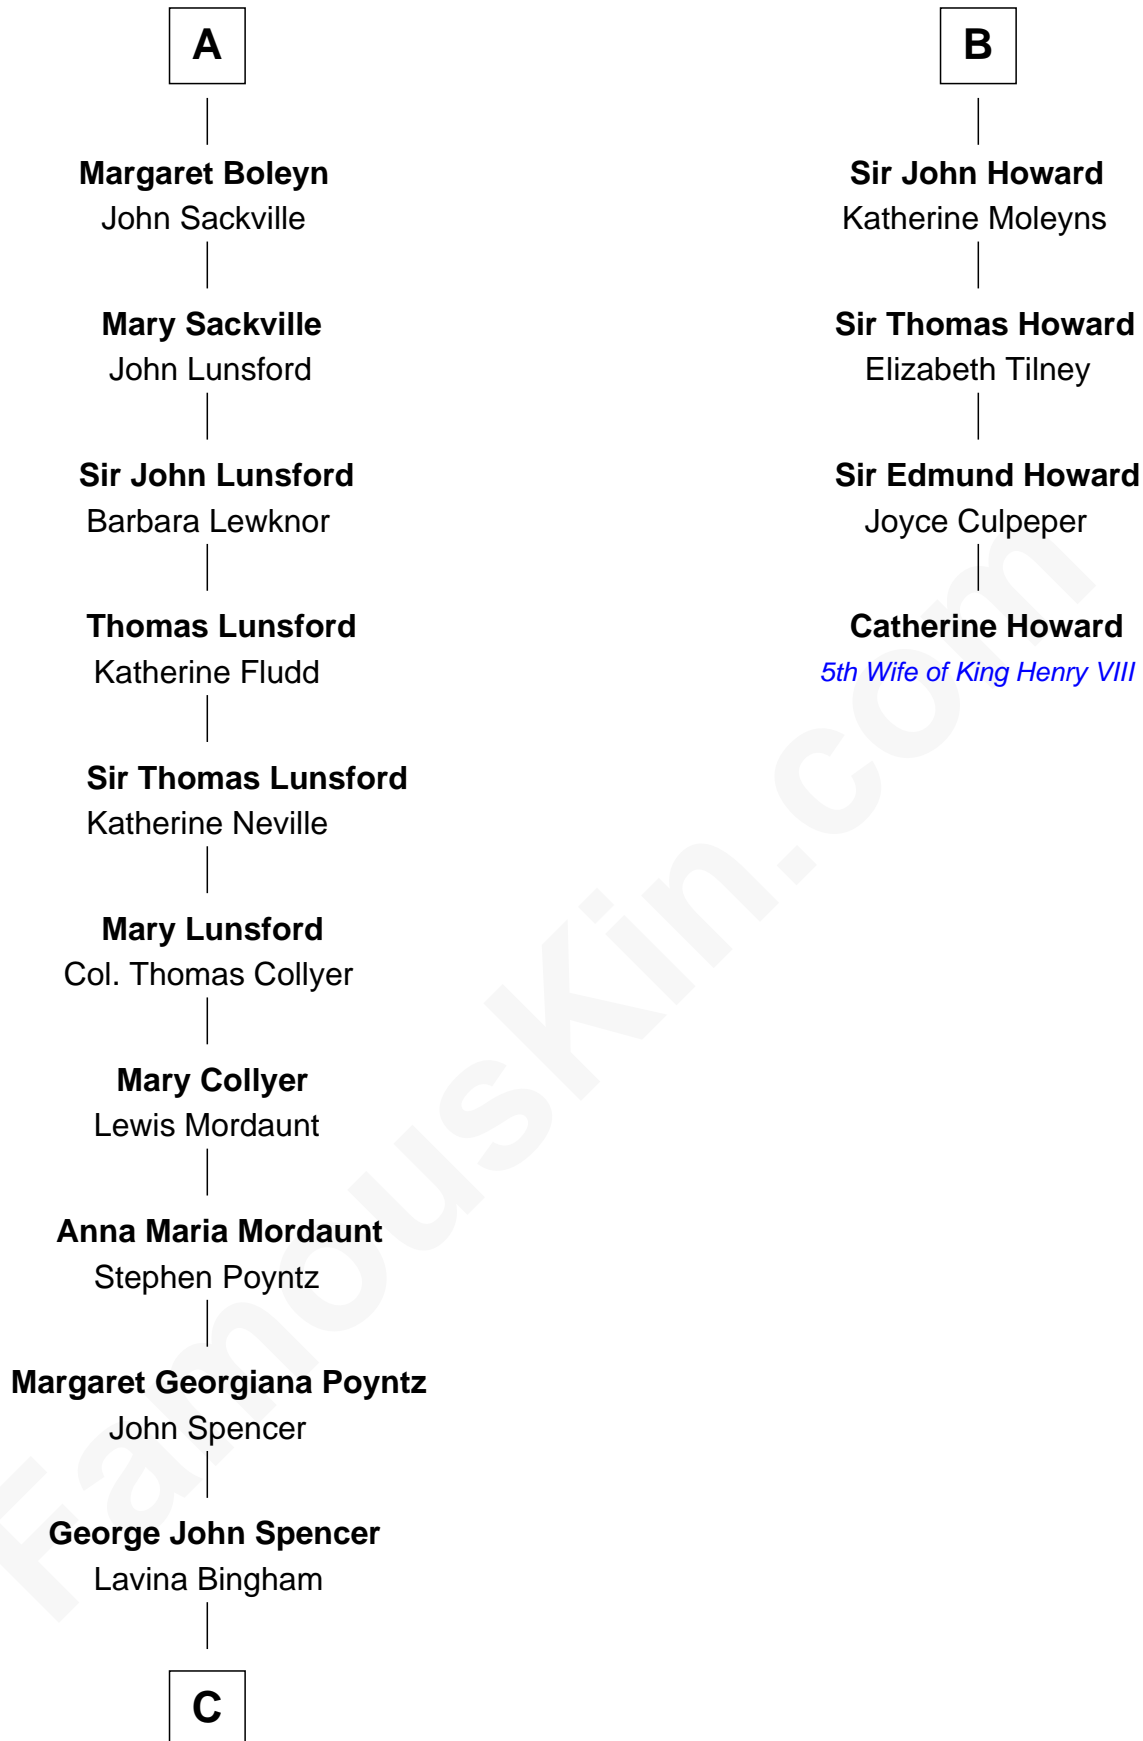 A
Margaret Boleyn
John Sackville
Mary Sackville
John Lunsford
Sir John Lunsford
Barbara Lewknor
Thomas Lunsford
Katherine Fludd
Sir Thomas Lunsford
Katherine Neville
Mary Lunsford
Col. Thomas Collyer
Mary Collyer
Lewis Mordaunt
Anna Maria Mordaunt
Stephen Poyntz
Margaret Georgiana Poyntz
John Spencer
George John Spencer
Lavina Bingham
C
B
Sir John Howard
Katherine Moleyns
Sir Thomas Howard
Elizabeth Tilney
Sir Edmund Howard
Joyce Culpeper
Catherine Howard
5th Wife of King Henry VIII
FamousKin.com